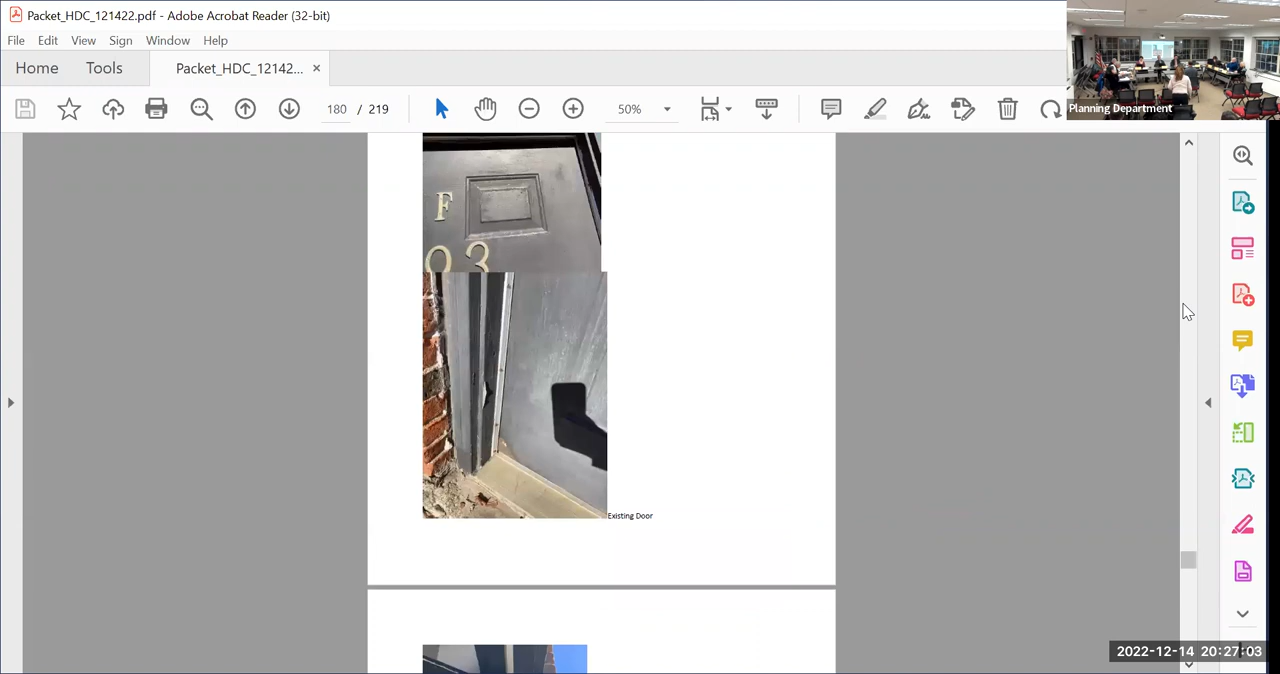 Packet_HDC_121422.pdf - Adobe Acrobat Reader (32-bit)
File Edit View Sign Window Help
Home Tools Packet_HDC_12142... ×
180 / 219 50%
Planning Department
F
03
Existing Door
2022-12-14 20:27:03